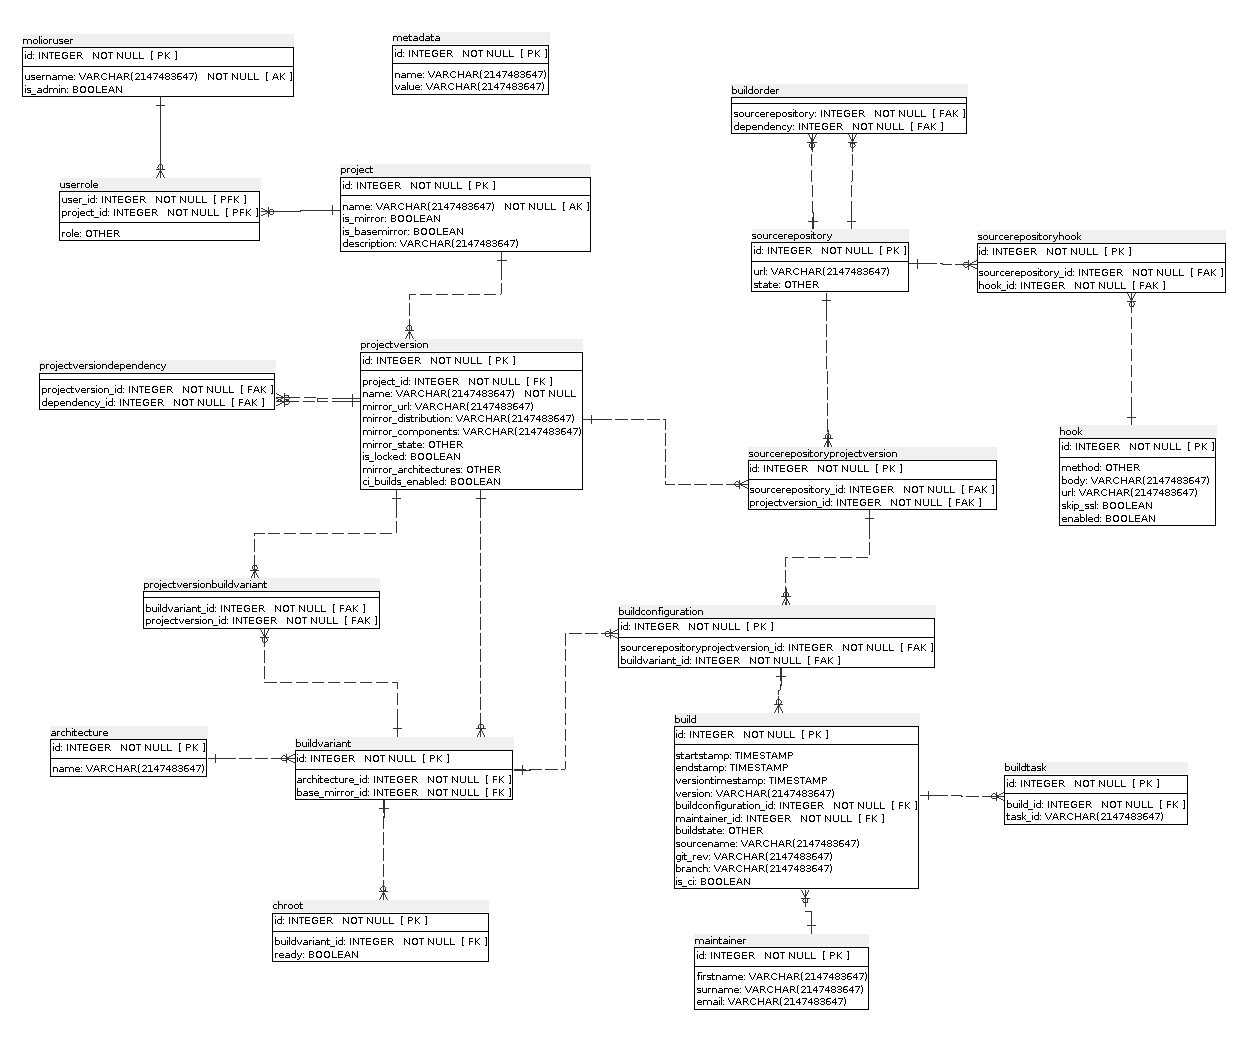 molioruser
id: INTEGER NOT NULL [ PK ]
username: VARCHAR(2147483647) NOT NULL [ AK ]
is_admin: BOOLEAN
metadata
id: INTEGER NOT NULL [ PK ]
name: VARCHAR(2147483647)
value: VARCHAR(2147483647)
buildorder
sourcerepository: INTEGER NOT NULL [ FAK ]
dependency: INTEGER NOT NULL [ FAK ]
userrole
user_id: INTEGER NOT NULL [ PFK ]
project_id: INTEGER NOT NULL [ PFK ]
role: OTHER
project
id: INTEGER NOT NULL [ PK ]
name: VARCHAR(2147483647) NOT NULL [ AK ]
is_mirror: BOOLEAN
is_basemirror: BOOLEAN
description: VARCHAR(2147483647)
sourcerepository
id: INTEGER NOT NULL [ PK ]
url: VARCHAR(2147483647)
state: OTHER
sourcerepositoryhook
id: INTEGER NOT NULL [ PK ]
sourcerepository_id: INTEGER NOT NULL [ FAK ]
hook_id: INTEGER NOT NULL [ FAK ]
projectversiondependency
projectversion_id: INTEGER NOT NULL [ FAK ]
dependency_id: INTEGER NOT NULL [ FAK ]
projectversion
id: INTEGER NOT NULL [ PK ]
project_id: INTEGER NOT NULL [ FK ]
name: VARCHAR(2147483647) NOT NULL
mirror_url: VARCHAR(2147483647)
mirror_distribution: VARCHAR(2147483647)
mirror_components: VARCHAR(2147483647)
mirror_state: OTHER
is_locked: BOOLEAN
mirror_architectures: OTHER
ci_builds_enabled: BOOLEAN
hook
id: INTEGER NOT NULL [ PK ]
method: OTHER
body: VARCHAR(2147483647)
url: VARCHAR(2147483647)
skip_ssl: BOOLEAN
enabled: BOOLEAN
sourcerepositoryprojectversion
id: INTEGER NOT NULL [ PK ]
sourcerepository_id: INTEGER NOT NULL [ FAK ]
projectversion_id: INTEGER NOT NULL [ FAK ]
projectversionbuildvariant
buildvariant_id: INTEGER NOT NULL [ FAK ]
projectversion_id: INTEGER NOT NULL [ FAK ]
buildconfiguration
id: INTEGER NOT NULL [ PK ]
sourcerepositoryprojectversion_id: INTEGER NOT NULL [ FAK ]
buildvariant_id: INTEGER NOT NULL [ FAK ]
architecture
id: INTEGER NOT NULL [ PK ]
name: VARCHAR(2147483647)
buildvariant
id: INTEGER NOT NULL [ PK ]
architecture_id: INTEGER NOT NULL [ FK ]
base_mirror_id: INTEGER NOT NULL [ FK ]
build
id: INTEGER NOT NULL [ PK ]
startstamp: TIMESTAMP
endstamp: TIMESTAMP
versiontimestamp: TIMESTAMP
version: VARCHAR(2147483647)
buildconfiguration_id: INTEGER NOT NULL [ FK ]
maintainer_id: INTEGER NOT NULL [ FK ]
buildstate: OTHER
sourcename: VARCHAR(2147483647)
git_rev: VARCHAR(2147483647)
branch: VARCHAR(2147483647)
is_ci: BOOLEAN
buildtask
id: INTEGER NOT NULL [ PK ]
build_id: INTEGER NOT NULL [ FK ]
task_id: VARCHAR(2147483647)
chroot
id: INTEGER NOT NULL [ PK ]
buildvariant_id: INTEGER NOT NULL [ FK ]
ready: BOOLEAN
maintainer
id: INTEGER NOT NULL [ PK ]
firstname: VARCHAR(2147483647)
surname: VARCHAR(2147483647)
email: VARCHAR(2147483647)